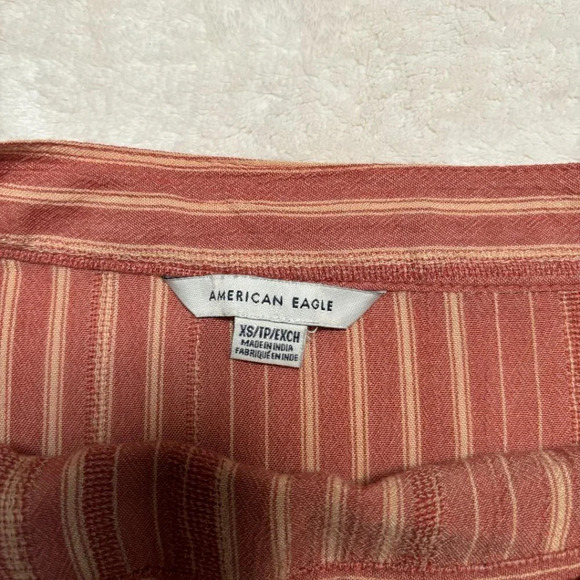 AMERICAN EAGLE
XS/TP/EXCH
MADE IN INDIA
FABRIQUÉ EN INDE